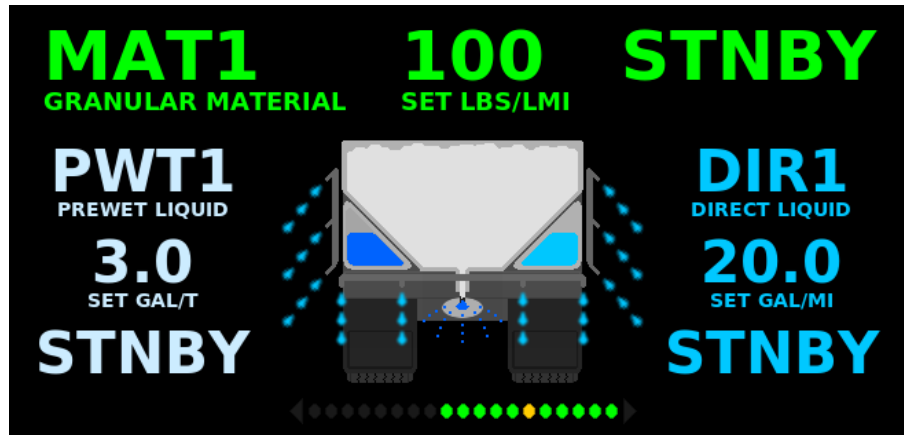 MAT1 100 STNBY
GRANULAR MATERIAL SET LBS/LMI
PWT1 DIR1
PREWET LIQUID DIRECT LIQUID
3.0 20.0
SET GAL/T SET GAL/MI
STNBY STNBY